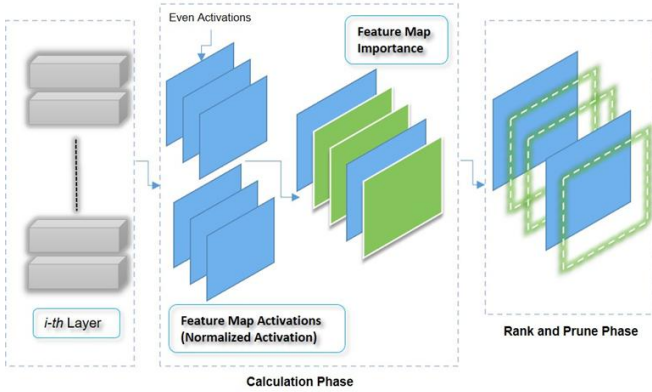 Even Activations
Feature Map
Importance
i-th Layer
Feature Map Activations
(Normalized Activation)
Rank and Prune Phase
Calculation Phase